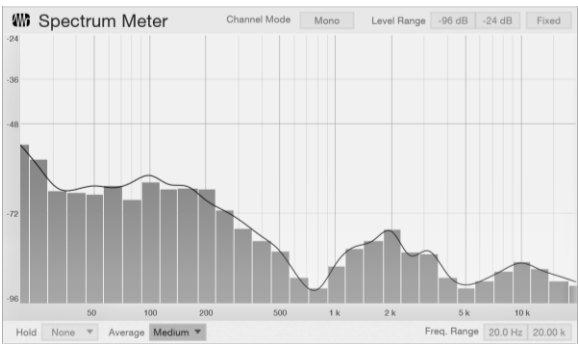 Spectrum Meter Channel Mode Mono Level Range -96 dB -24 dB Fixed
-24
-36
-48
-72
-96
50 100 200 500 1 k 2 k 5 k 10 k
Hold None Average Medium Freq. Range 20.0 Hz 20.00 k